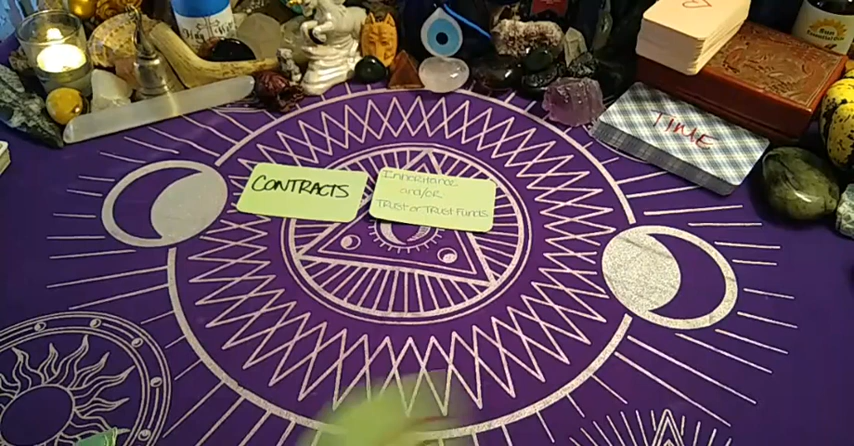 CONTRACTS
Inheritance
and/or
TRUST or TRUST Funds
TIME